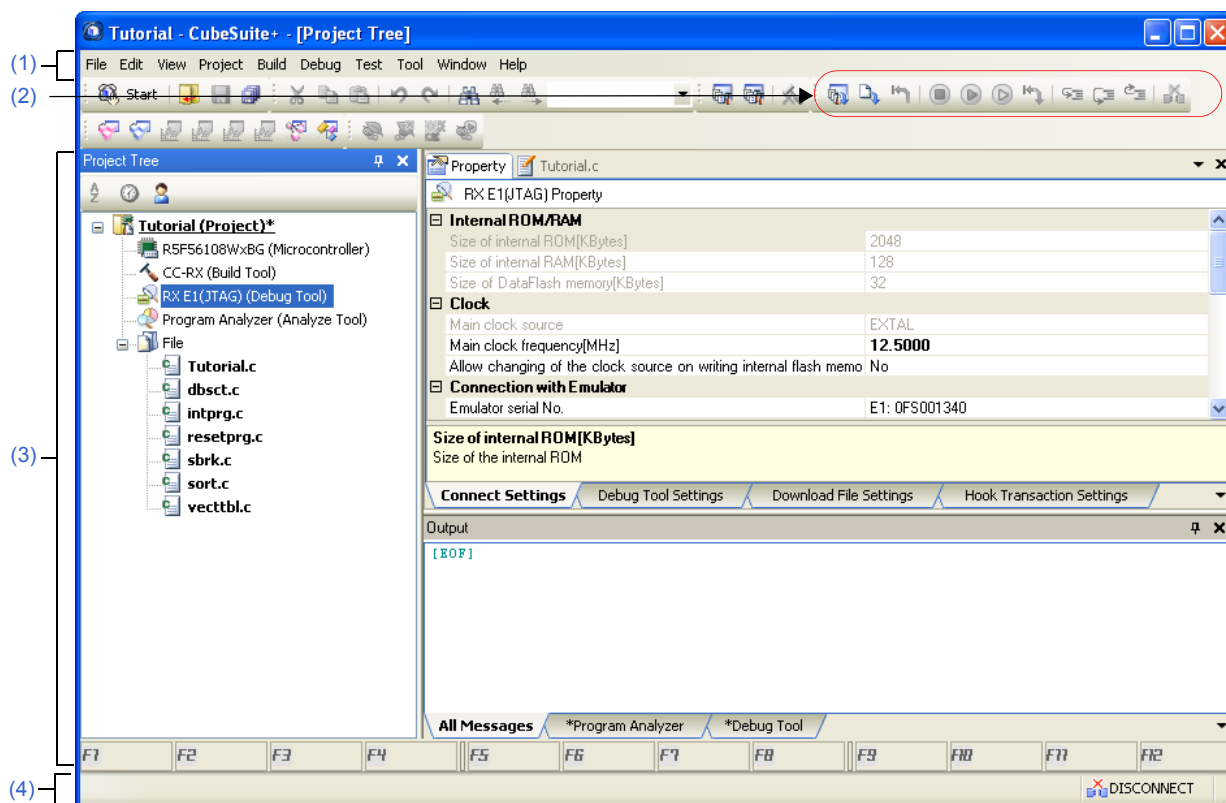 Tutorial - CubeSuite+ - [Project Tree]
(1)
File Edit View Project Build Debug Test Tool Window Help
(2)
Start
(3)
Project Tree
Tutorial (Project)*
R5F56108WxBG (Microcontroller)
CC-RX (Build Tool)
RX E1(JTAG) (Debug Tool)
Program Analyzer (Analyze Tool)
File
Tutorial.c
dbsct.c
intprg.c
resetprg.c
sbrk.c
sort.c
vecttbl.c
Property Tutorial.c
RX E1(JTAG) Property
Internal ROM/RAM
Size of internal ROM[KBytes] 2048
Size of internal RAM[KBytes] 128
Size of DataFlash memory[KBytes] 32
Clock
Main clock source EXTAL
Main clock frequency[MHz] 12.5000
Allow changing of the clock source on writing internal flash memo No
Connection with Emulator
Emulator serial No. E1: 0FS001340
Size of internal ROM[KBytes]
Size of the internal ROM
Connect Settings Debug Tool Settings Download File Settings Hook Transaction Settings
Output
[EOF]
All Messages *Program Analyzer *Debug Tool
F1 F2 F3 F4 F5 F6 F7 F8 F9 F10 F11 F12
(4)
DISCONNECT